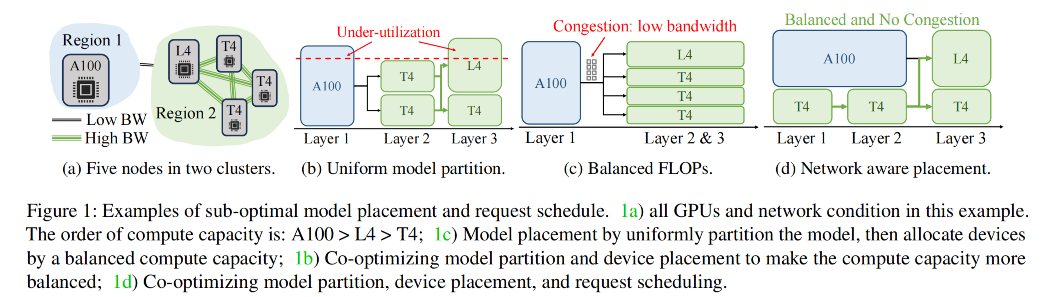 Region 1
A100
L4
T4
T4
T4
Region 2
Low BW
High BW
(a) Five nodes in two clusters.
Under-utilization
A100
T4
T4
L4
T4
Layer 1 Layer 2 Layer 3
(b) Uniform model partition.
Congestion: low bandwidth
A100
L4
T4
T4
T4
Layer 1 Layer 2 & 3
(c) Balanced FLOPs.
Balanced and No Congestion
A100
L4
T4
T4
T4
Layer 1 Layer 2 Layer 3
(d) Network aware placement.
Figure 1: Examples of sub-optimal model placement and request schedule. 1a) all GPUs and network condition in this example.
The order of compute capacity is: A100 > L4 > T4; 1c) Model placement by uniformly partition the model, then allocate devices
by a balanced compute capacity; 1b) Co-optimizing model partition and device placement to make the compute capacity more
balanced; 1d) Co-optimizing model partition, device placement, and request scheduling.